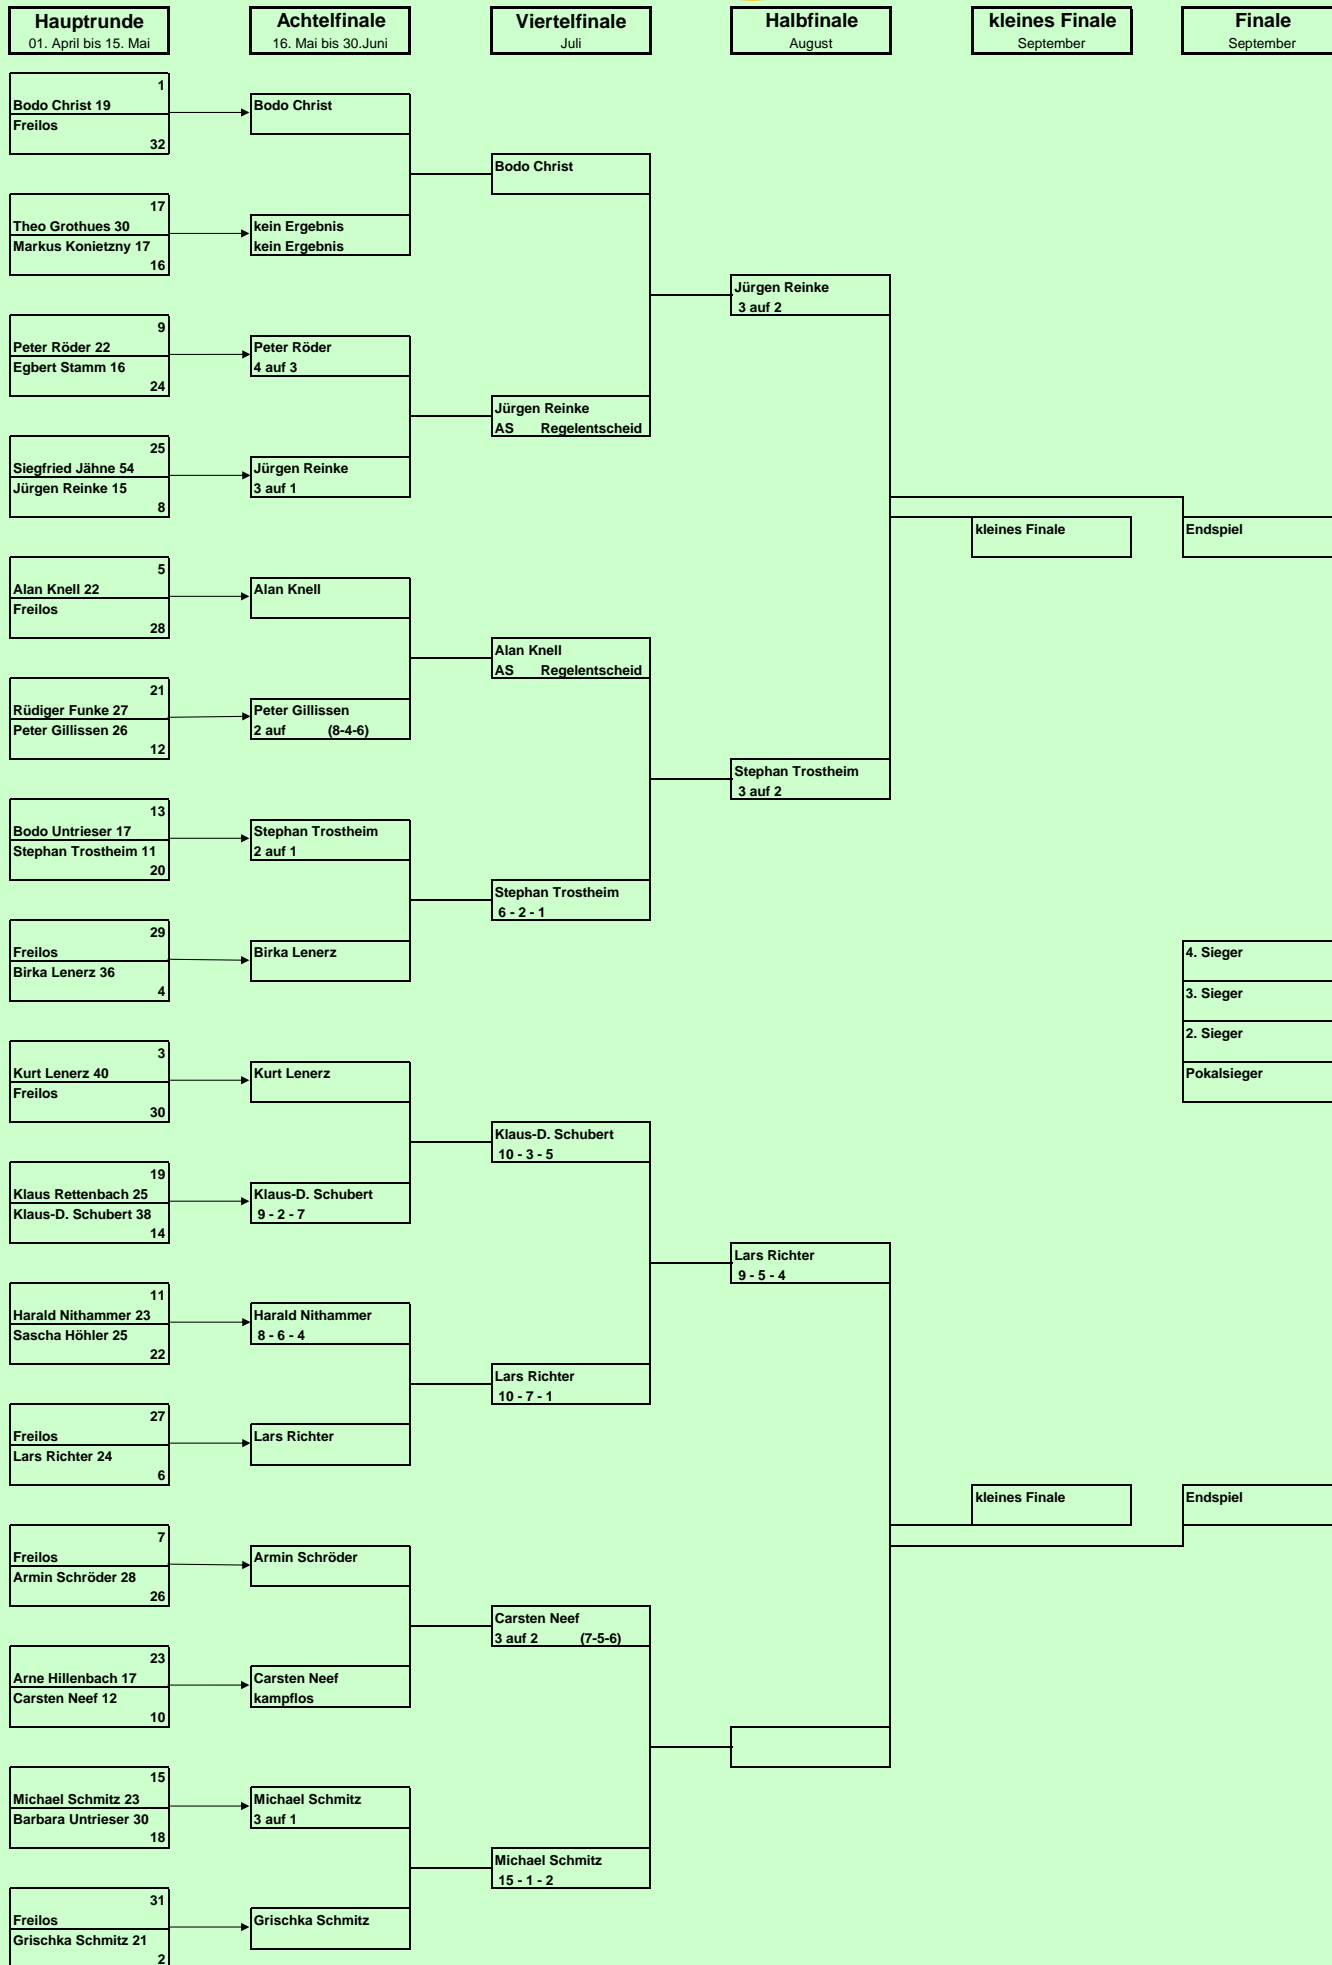 Hauptrunde
01. April bis 15. Mai
Achtelfinale
16. Mai bis 30.Juni
Viertelfinale
Juli
Halbfinale
August
kleines Finale
September
Finale
September
1
Bodo Christ 19
Freilos
32
17
Theo Grothues 30
Markus Konietzny 17
16
9
Peter Röder 22
Egbert Stamm 16
24
25
Siegfried Jähne 54
Jürgen Reinke 15
8
5
Alan Knell 22
Freilos
28
21
Rüdiger Funke 27
Peter Gillissen 26
12
13
Bodo Untrieser 17
Stephan Trostheim 11
20
29
Freilos
Birka Lenerz 36
4
3
Kurt Lenerz 40
Freilos
30
19
Klaus Rettenbach 25
Klaus-D. Schubert 38
14
11
Harald Nithammer 23
Sascha Höhler 25
22
27
Freilos
Lars Richter 24
6
7
Freilos
Armin Schröder 28
26
23
Arne Hillenbach 17
Carsten Neef 12
10
15
Michael Schmitz 23
Barbara Untrieser 30
18
31
Freilos
Grischka Schmitz 21
2
Bodo Christ
kein Ergebnis
kein Ergebnis
Peter Röder
4 auf 3
Jürgen Reinke
3 auf 1
Alan Knell
Peter Gillissen
2 auf (8-4-6)
Stephan Trostheim
2 auf 1
Birka Lenerz
Kurt Lenerz
Klaus-D. Schubert
9 - 2 - 7
Harald Nithammer
8 - 6 - 4
Lars Richter
Armin Schröder
Carsten Neef
kampflos
Michael Schmitz
3 auf 1
Grischka Schmitz
Bodo Christ
Jürgen Reinke
AS Regelentscheid
Alan Knell
AS Regelentscheid
Stephan Trostheim
6 - 2 - 1
Klaus-D. Schubert
10 - 3 - 5
Lars Richter
10 - 7 - 1
Carsten Neef
3 auf 2 (7-5-6)
Michael Schmitz
15 - 1 - 2
Jürgen Reinke
3 auf 2
Stephan Trostheim
3 auf 2
Lars Richter
9 - 5 - 4
kleines Finale
kleines Finale
Endspiel
4. Sieger
3. Sieger
2. Sieger
Pokalsieger
Endspiel